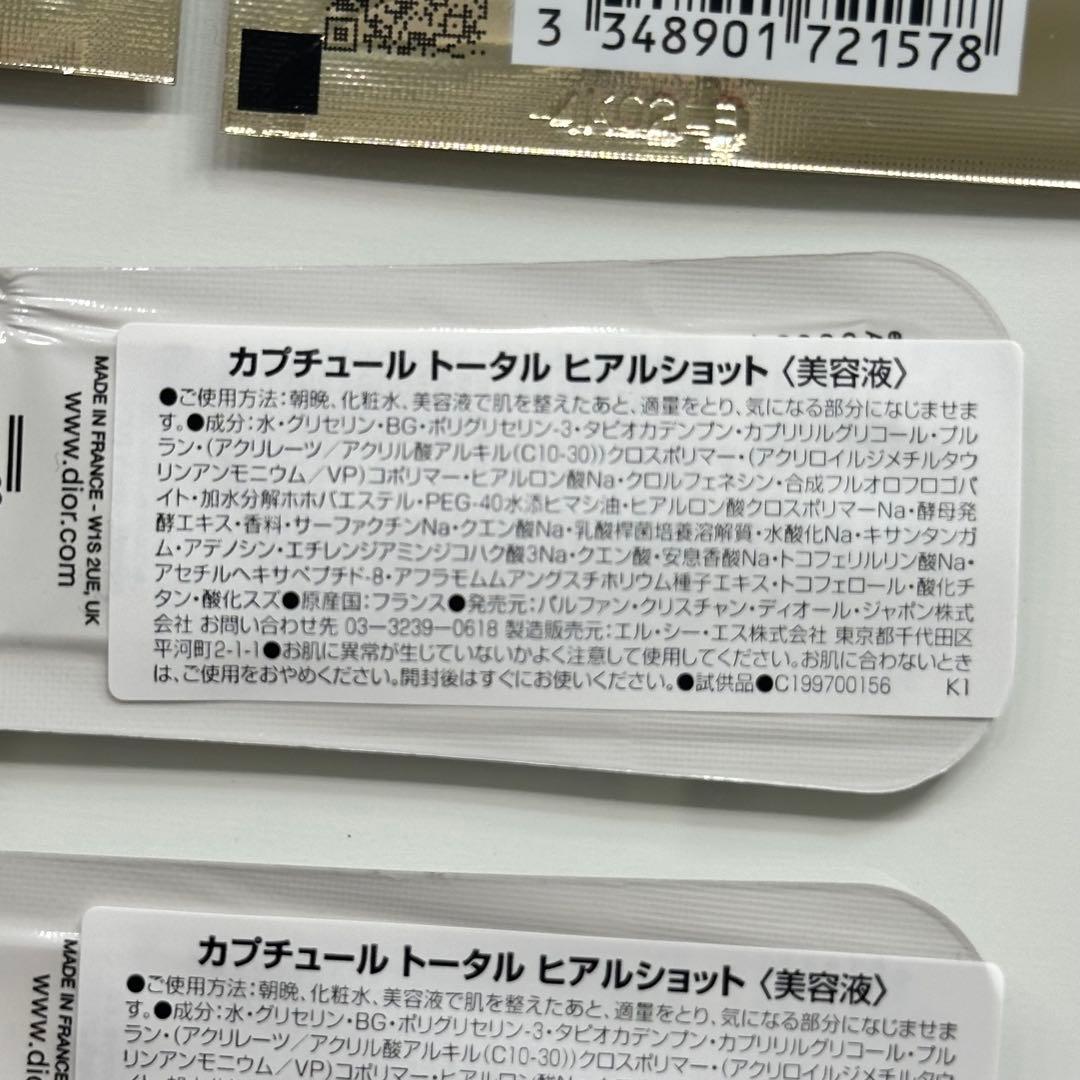 3 348901 721578
MADE IN FRANCE - W1S 2UE, UK
www.dior.com
カプチュール トータル ヒアルショット〈美容液〉
●ご使用方法:朝晩、化粧水、美容液で肌を整えたあと、適量をとり、気になる部分になじませま
す。●成分:水・グリセリン・BG・ポリグリセリン-3・タピオカデンプン・カプリリルグリコール・プル
ラン・(アクリレーツ/アクリル酸アルキル(C10-30))クロスポリマー・(アクリロイルジメチルタウ
リンアンモニウム/VP)コポリマー・ヒアルロン酸Na・クロルフェネシン・合成フルオロフロゴパ
イト・加水分解ホホバエステル・PEG-40水添ヒマシ油・ヒアルロン酸クロスポリマーNa・酵母発
酵エキス・香料・サーファクチンNa・クエン酸Na・乳酸桿菌培養溶解質・水酸化Na・キサンタンガ
ム・アデノシン・エチレンジアミンジコハク酸3Na・クエン酸・安息香酸Na・トコフェリルリン酸Na・
アセチルヘキサペプチド-8・アフラモムムアングスチホリウム種子エキス・トコフェロール・酸化チ
タン・酸化スズ●原産国:フランス●発売元:パルファン・クリスチャン・ディオール・ジャポン株式
会社 お問い合わせ先 03-3239-0618 製造販売元:エル・シー・エス株式会社 東京都千代田区
平河町2-1-1●お肌に異常が生じていないかよく注意して使用してください。お肌に合わないとき
は、ご使用をおやめください。開封後はすぐにお使いください。●試供品●C199700156 K1
MADE IN FRANCE
www.dio
カプチュール トータル ヒアルショット〈美容液〉
●ご使用方法:朝晩、化粧水、美容液で肌を整えたあと、適量をとり、気になる部分になじませま
す。●成分:水・グリセリン・BG・ポリグリセリン-3・タピオカデンプン・カプリリルグリコール・プル
ラン・(アクリレーツ/アクリル酸アルキル(C10-30))クロスポリマー・(アクリロイルジメチルタウ
リンアンモニウム/VP)コポリマー・ヒアルロン酸Na